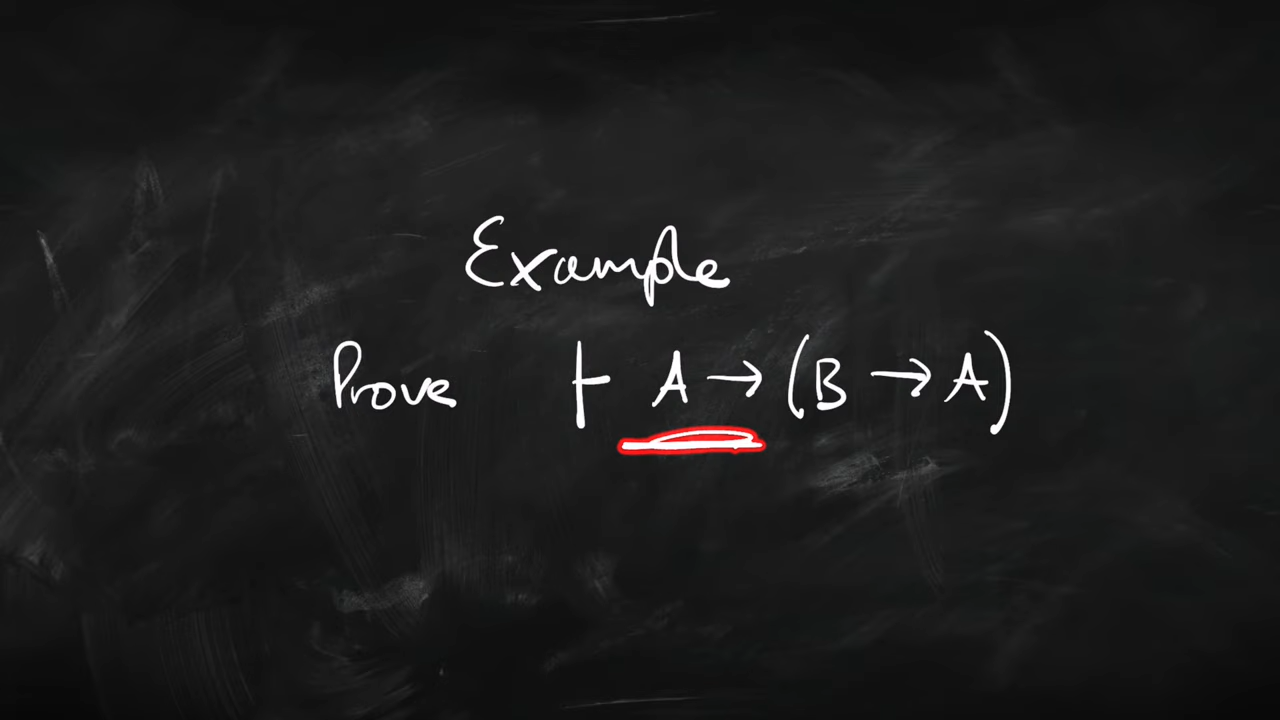 Example
Prove ⊢ A → (B → A)